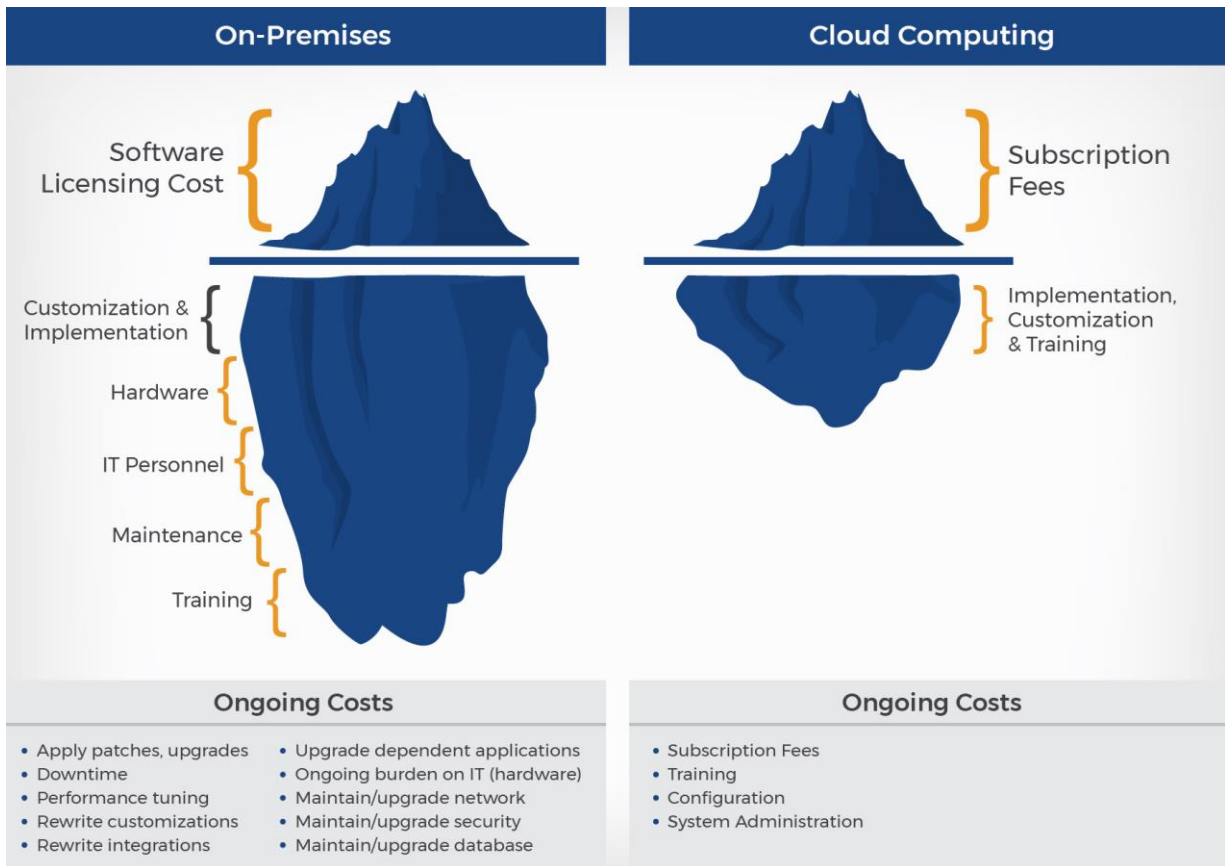 On-Premises
Software
Licensing Cost
Customization &
Implementation
Hardware
IT Personnel
Maintenance
Training
Ongoing Costs
• Apply patches, upgrades
• Downtime
• Performance tuning
• Rewrite customizations
• Rewrite integrations
• Upgrade dependent applications
• Ongoing burden on IT (hardware)
• Maintain/upgrade network
• Maintain/upgrade security
• Maintain/upgrade database
Cloud Computing
Subscription
Fees
Implementation,
Customization
& Training
Ongoing Costs
• Subscription Fees
• Training
• Configuration
• System Administration